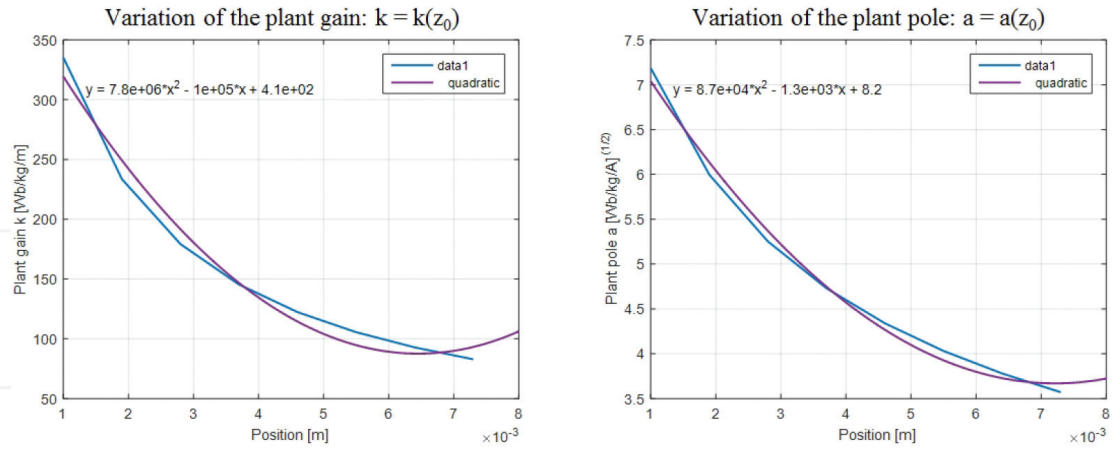 Variation of the plant gain: k = k(z₀)
350
300
250
200
150
100
50
Plant gain k [Wb/kg/m]
data1
quadratic
y = 7.8e+06*x² - 1e+05*x + 4.1e+02
1
2
3
4
5
6
7
8
Position [m]
×10⁻³
Variation of the plant pole: a = a(z₀)
7.5
7
6.5
6
5.5
5
4.5
4
3.5
Plant pole a [Wb/kg/A]⁽¹/²⁾
data1
quadratic
y = 8.7e+04*x² - 1.3e+03*x + 8.2
1
2
3
4
5
6
7
8
Position [m]
×10⁻³